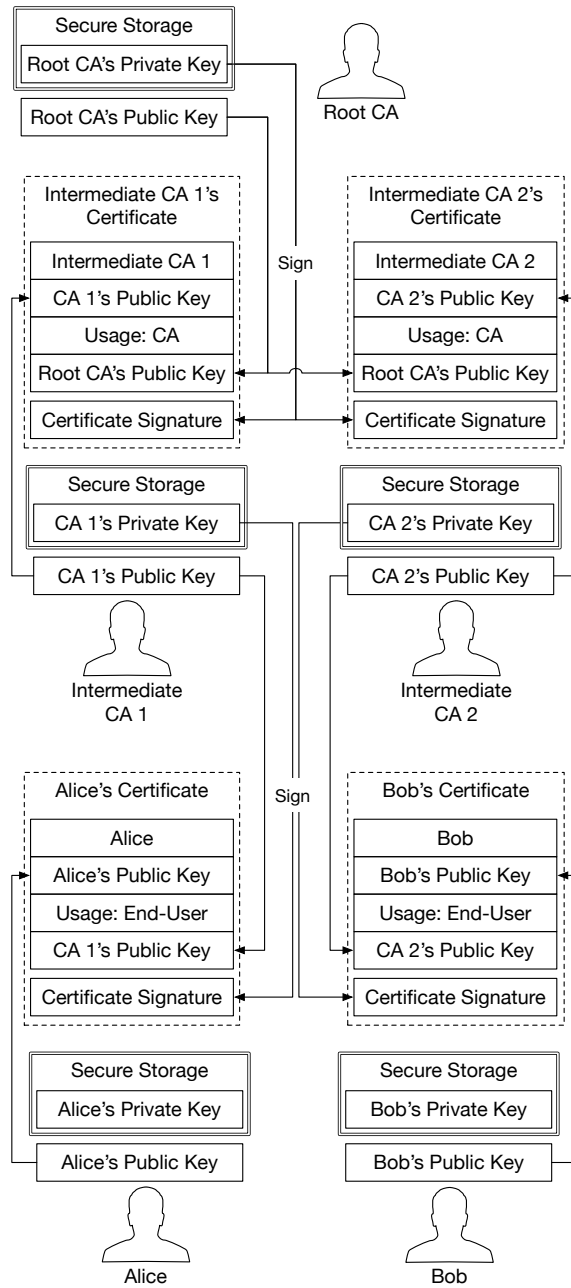 Secure Storage
Root CA's Private Key
Root CA
Root CA's Public Key
Intermediate CA 1's
Certificate
Intermediate CA 1
CA 1's Public Key
Usage: CA
Root CA's Public Key
Certificate Signature
Sign
Intermediate CA 2's
Certificate
Intermediate CA 2
CA 2's Public Key
Usage: CA
Root CA's Public Key
Certificate Signature
Secure Storage
CA 1's Private Key
CA 1's Public Key
Intermediate
CA 1
Secure Storage
CA 2's Private Key
CA 2's Public Key
Intermediate
CA 2
Alice's Certificate
Alice
Alice's Public Key
Usage: End-User
CA 1's Public Key
Certificate Signature
Sign
Bob's Certificate
Bob
Bob's Public Key
Usage: End-User
CA 2's Public Key
Certificate Signature
Secure Storage
Alice's Private Key
Alice's Public Key
Alice
Secure Storage
Bob's Private Key
Bob's Public Key
Bob